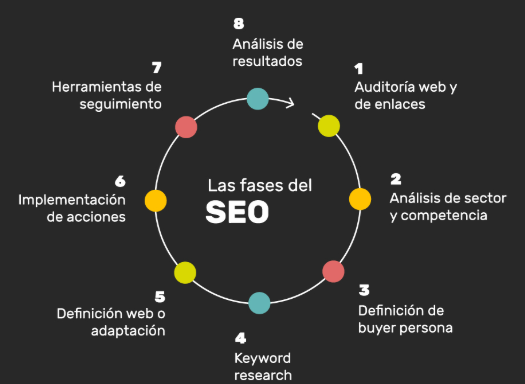 Las fases del
SEO
1
Auditoría web y
de enlaces
2
Análisis de sector
y competencia
3
Definición de
buyer persona
4
Keyword
research
5
Definición web o
adaptación
6
Implementación
de acciones
7
Herramientas de
seguimiento
8
Análisis de
resultados